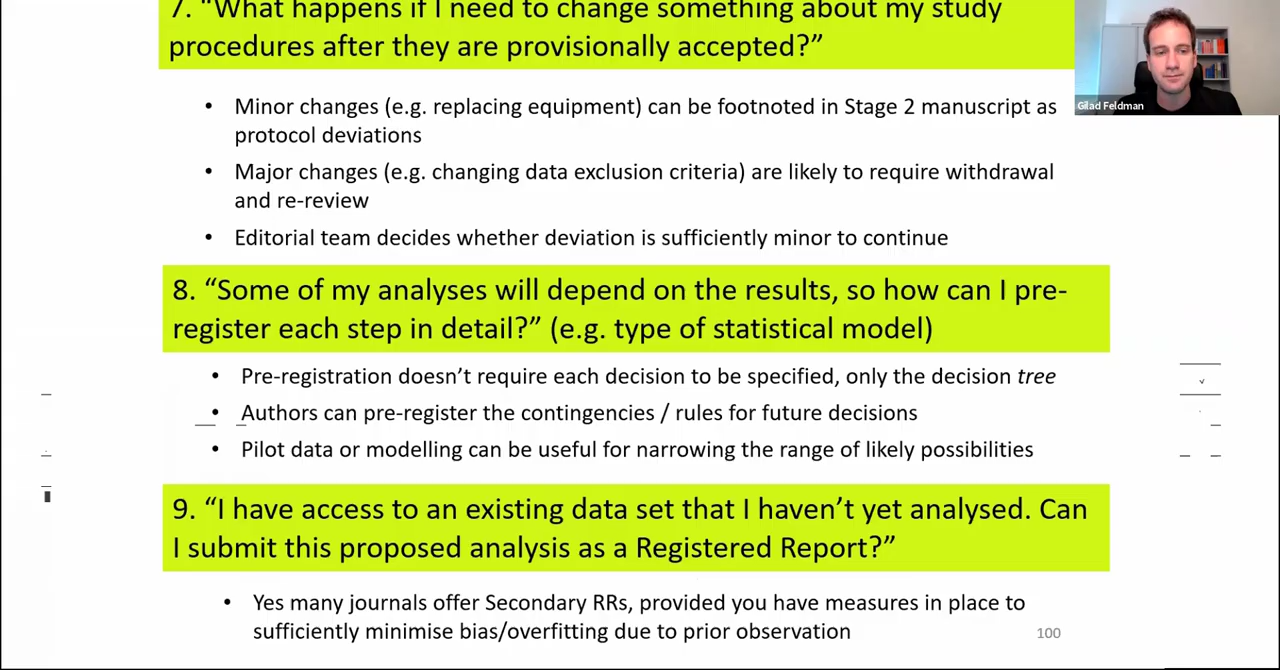 7. “What happens if I need to change something about my study
procedures after they are provisionally accepted?”
Gilad Feldman
• Minor changes (e.g. replacing equipment) can be footnoted in Stage 2 manuscript as
protocol deviations
• Major changes (e.g. changing data exclusion criteria) are likely to require withdrawal
and re-review
• Editorial team decides whether deviation is sufficiently minor to continue
8. “Some of my analyses will depend on the results, so how can I pre-
register each step in detail?” (e.g. type of statistical model)
• Pre-registration doesn’t require each decision to be specified, only the decision tree
• Authors can pre-register the contingencies / rules for future decisions
• Pilot data or modelling can be useful for narrowing the range of likely possibilities
9. “I have access to an existing data set that I haven’t yet analysed. Can
I submit this proposed analysis as a Registered Report?”
• Yes many journals offer Secondary RRs, provided you have measures in place to
sufficiently minimise bias/overfitting due to prior observation
100